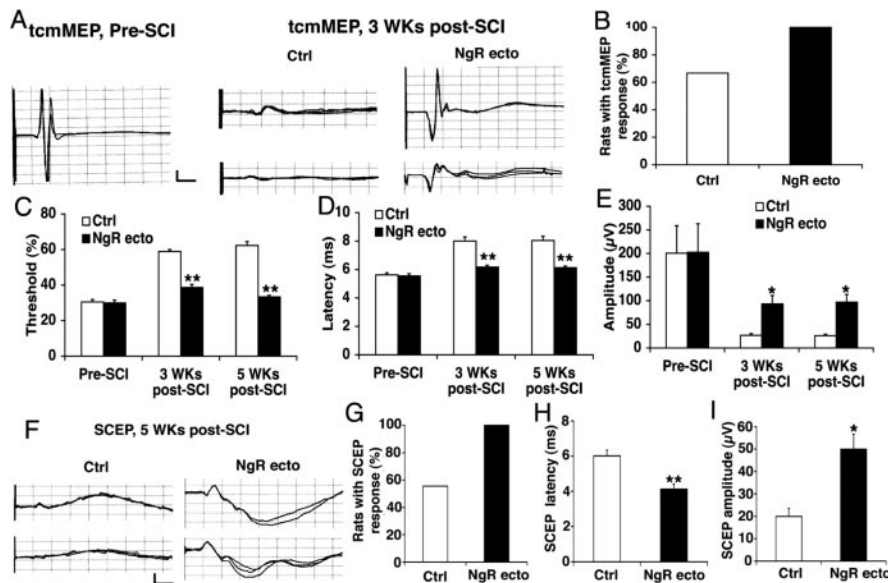 A tcmMEP, Pre-SCI
tcmMEP, 3 WKs post-SCI
Ctrl
NgR ecto
B
Rats with tcmMEP
response (%)
100
80
60
40
20
0
Ctrl
NgR ecto
C
Threshold (%)
80
60
40
20
0
Ctrl
NgR ecto
**
**
Pre-SCI
3 WKs
post-SCI
5 WKs
post-SCI
D
Latency (ms)
10
8
6
4
2
0
Ctrl
NgR ecto
**
**
Pre-SCI
3 WKs
post-SCI
5 WKs
post-SCI
E
Amplitude (µV)
300
250
200
150
100
50
0
Ctrl
NgR ecto
*
*
Pre-SCI
3 WKs
post-SCI
5 WKs
post-SCI
F
SCEP, 5 WKs post-SCI
Ctrl
NgR ecto
G
Rats with SCEP
response (%)
100
80
60
40
20
0
Ctrl
NgR ecto
H
SCEP latency (ms)
8
6
4
2
0
**
Ctrl
NgR ecto
I
SCEP amplitude (µV)
60
50
40
30
20
10
0
*
Ctrl
NgR ecto